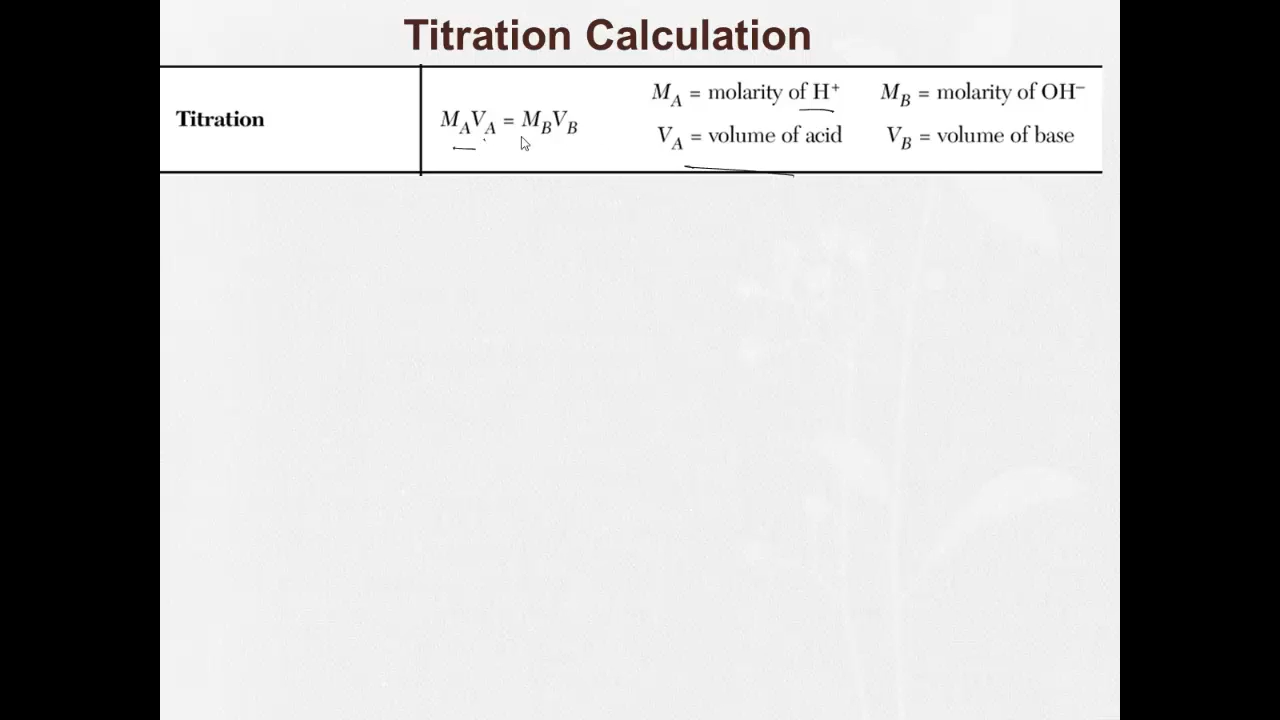 Titration Calculation
Titration
M_A V_A = M_B V_B
M_A = molarity of H⁺
M_B = molarity of OH⁻
V_A = volume of acid
V_B = volume of base